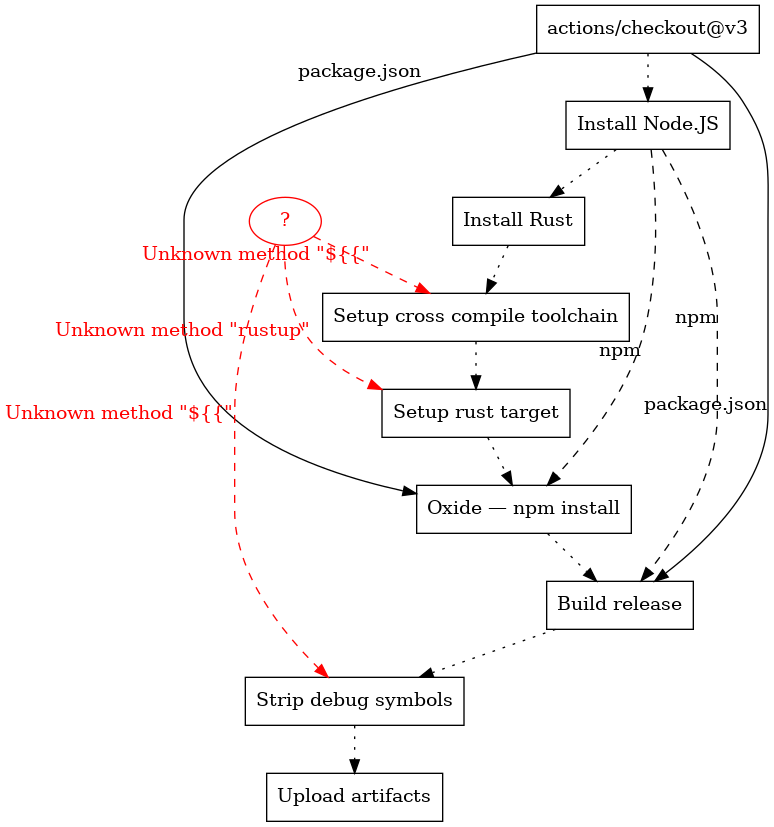 actions/checkout@v3
package.json
Install Node.JS
Install Rust
?
Unknown method "${{"
Setup cross compile toolchain
npm
Unknown method "rustup"
npm
package.json
Setup rust target
Unknown method "${{"
Oxide — npm install
Build release
Strip debug symbols
Upload artifacts